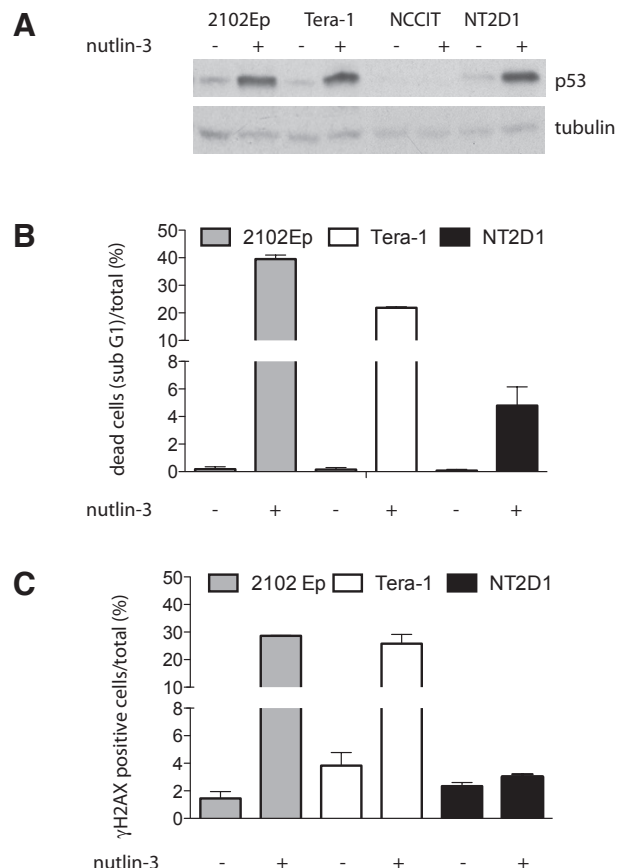 A
2102Ep Tera-1 NCCIT NT2D1
nutlin-3 - + - + - + - +
p53
tubulin
B
2102Ep Tera-1 NT2D1
dead cells (sub G1)/total (%)
50
40
30
20
10
8
6
4
2
0
nutlin-3 - + - + - +
C
2102 Ep Tera-1 NT2D1
γH2AX positive cells/total (%)
50
40
30
20
10
8
6
4
2
0
nutlin-3 - + - + - +